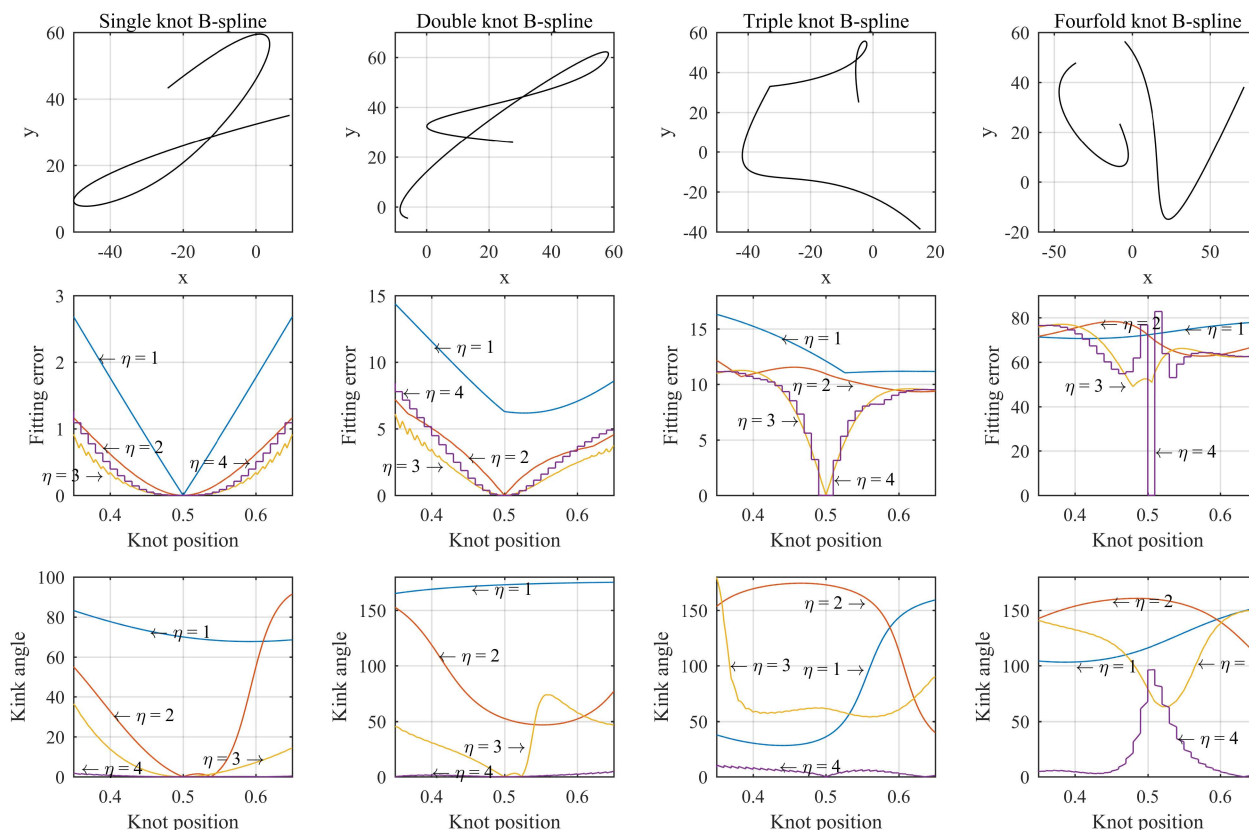 Single knot B-spline
Double knot B-spline
Triple knot B-spline
Fourfold knot B-spline
60
40
20
0
y
-40
-20
0
x
60
40
20
0
y
0
20
40
60
x
60
40
20
0
-20
-40
y
-40
-20
0
20
x
60
40
20
0
-20
y
-50
0
50
x
3
2
1
0
Fitting error
← η = 1
← η = 2
η = 3 →
η = 4 →
0.4
0.5
0.6
Knot position
15
10
5
0
Fitting error
← η = 1
← η = 4
← η = 2
η = 3 →
0.4
0.5
0.6
Knot position
15
10
5
0
Fitting error
← η = 1
η = 2 →
η = 3 →
← η = 4
0.4
0.5
0.6
Knot position
80
60
40
20
0
Fitting error
← η = 2
← η = 1
η = 3 →
← η = 4
0.4
0.5
0.6
Knot position
100
80
60
40
20
0
Kink angle
← η = 1
← η = 2
η = 3 →
← η = 4
0.4
0.5
0.6
Knot position
150
100
50
0
Kink angle
← η = 1
← η = 2
η = 3 →
← η = 4
0.4
0.5
0.6
Knot position
150
100
50
0
Kink angle
η = 2 →
← η = 3
η = 1 →
← η = 4
0.4
0.5
0.6
Knot position
150
100
50
0
Kink angle
← η = 2
← η = 1
← η =
← η = 4
0.4
0.5
0.6
Knot position